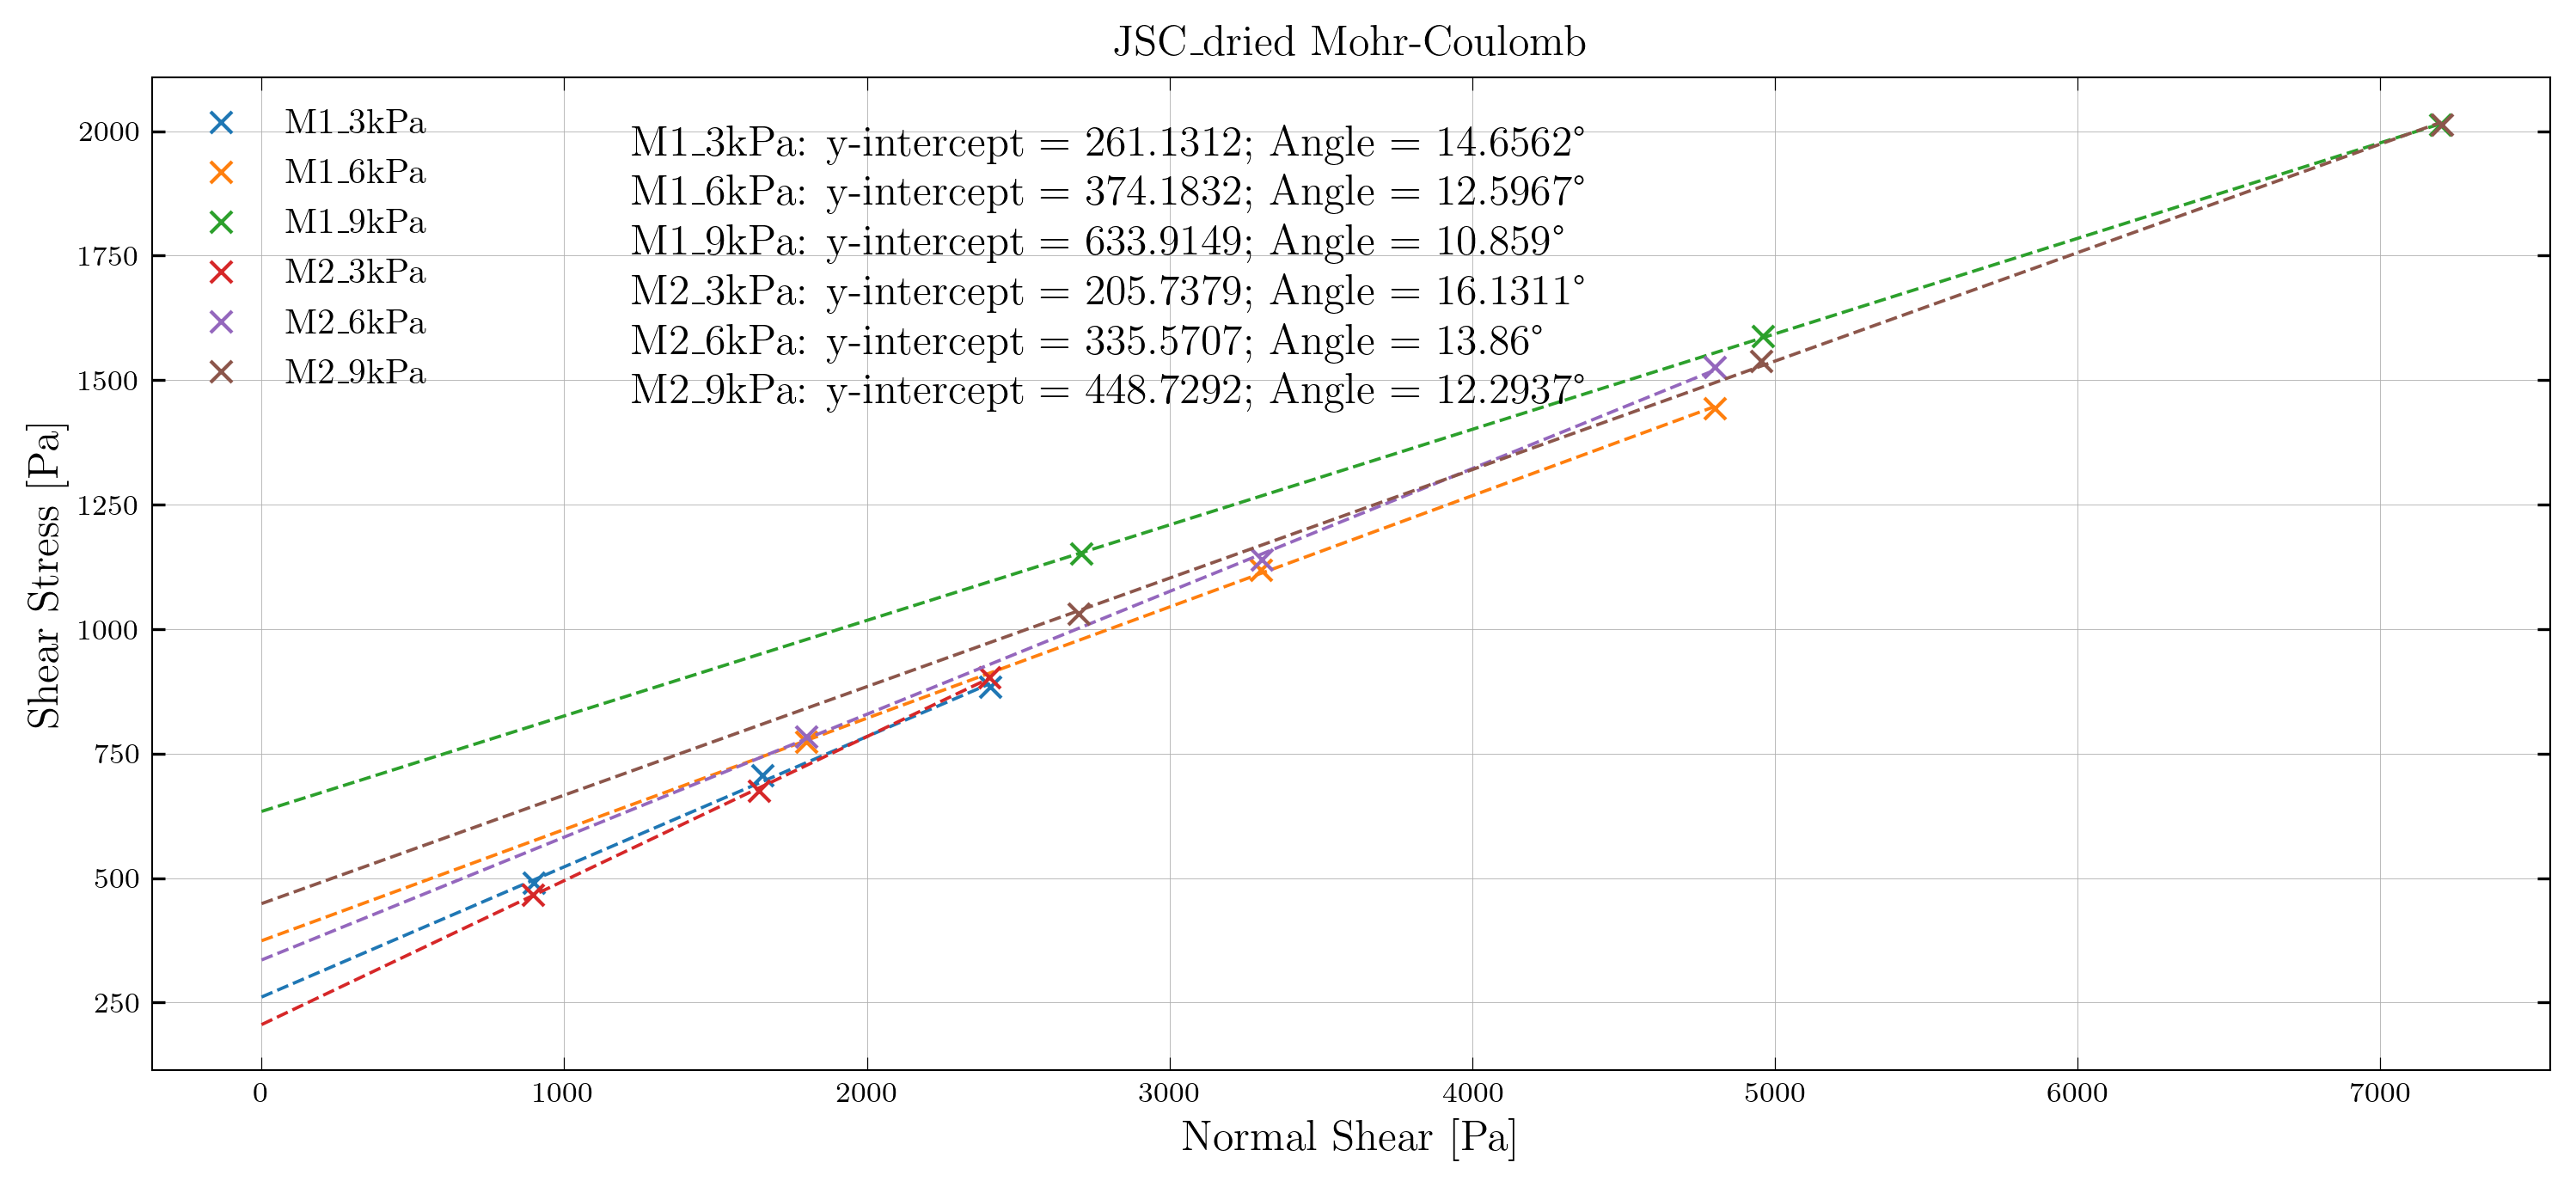 JSC_dried Mohr-Coulomb
M1_3kPa
M1_6kPa
M1_9kPa
M2_3kPa
M2_6kPa
M2_9kPa
M1_3kPa: y-intercept = 261.1312; Angle = 14.6562°
M1_6kPa: y-intercept = 374.1832; Angle = 12.5967°
M1_9kPa: y-intercept = 633.9149; Angle = 10.859°
M2_3kPa: y-intercept = 205.7379; Angle = 16.1311°
M2_6kPa: y-intercept = 335.5707; Angle = 13.86°
M2_9kPa: y-intercept = 448.7292; Angle = 12.2937°
Shear Stress [Pa]
2000
1750
1500
1250
1000
750
500
250
0 1000 2000 3000 4000 5000 6000 7000
Normal Shear [Pa]